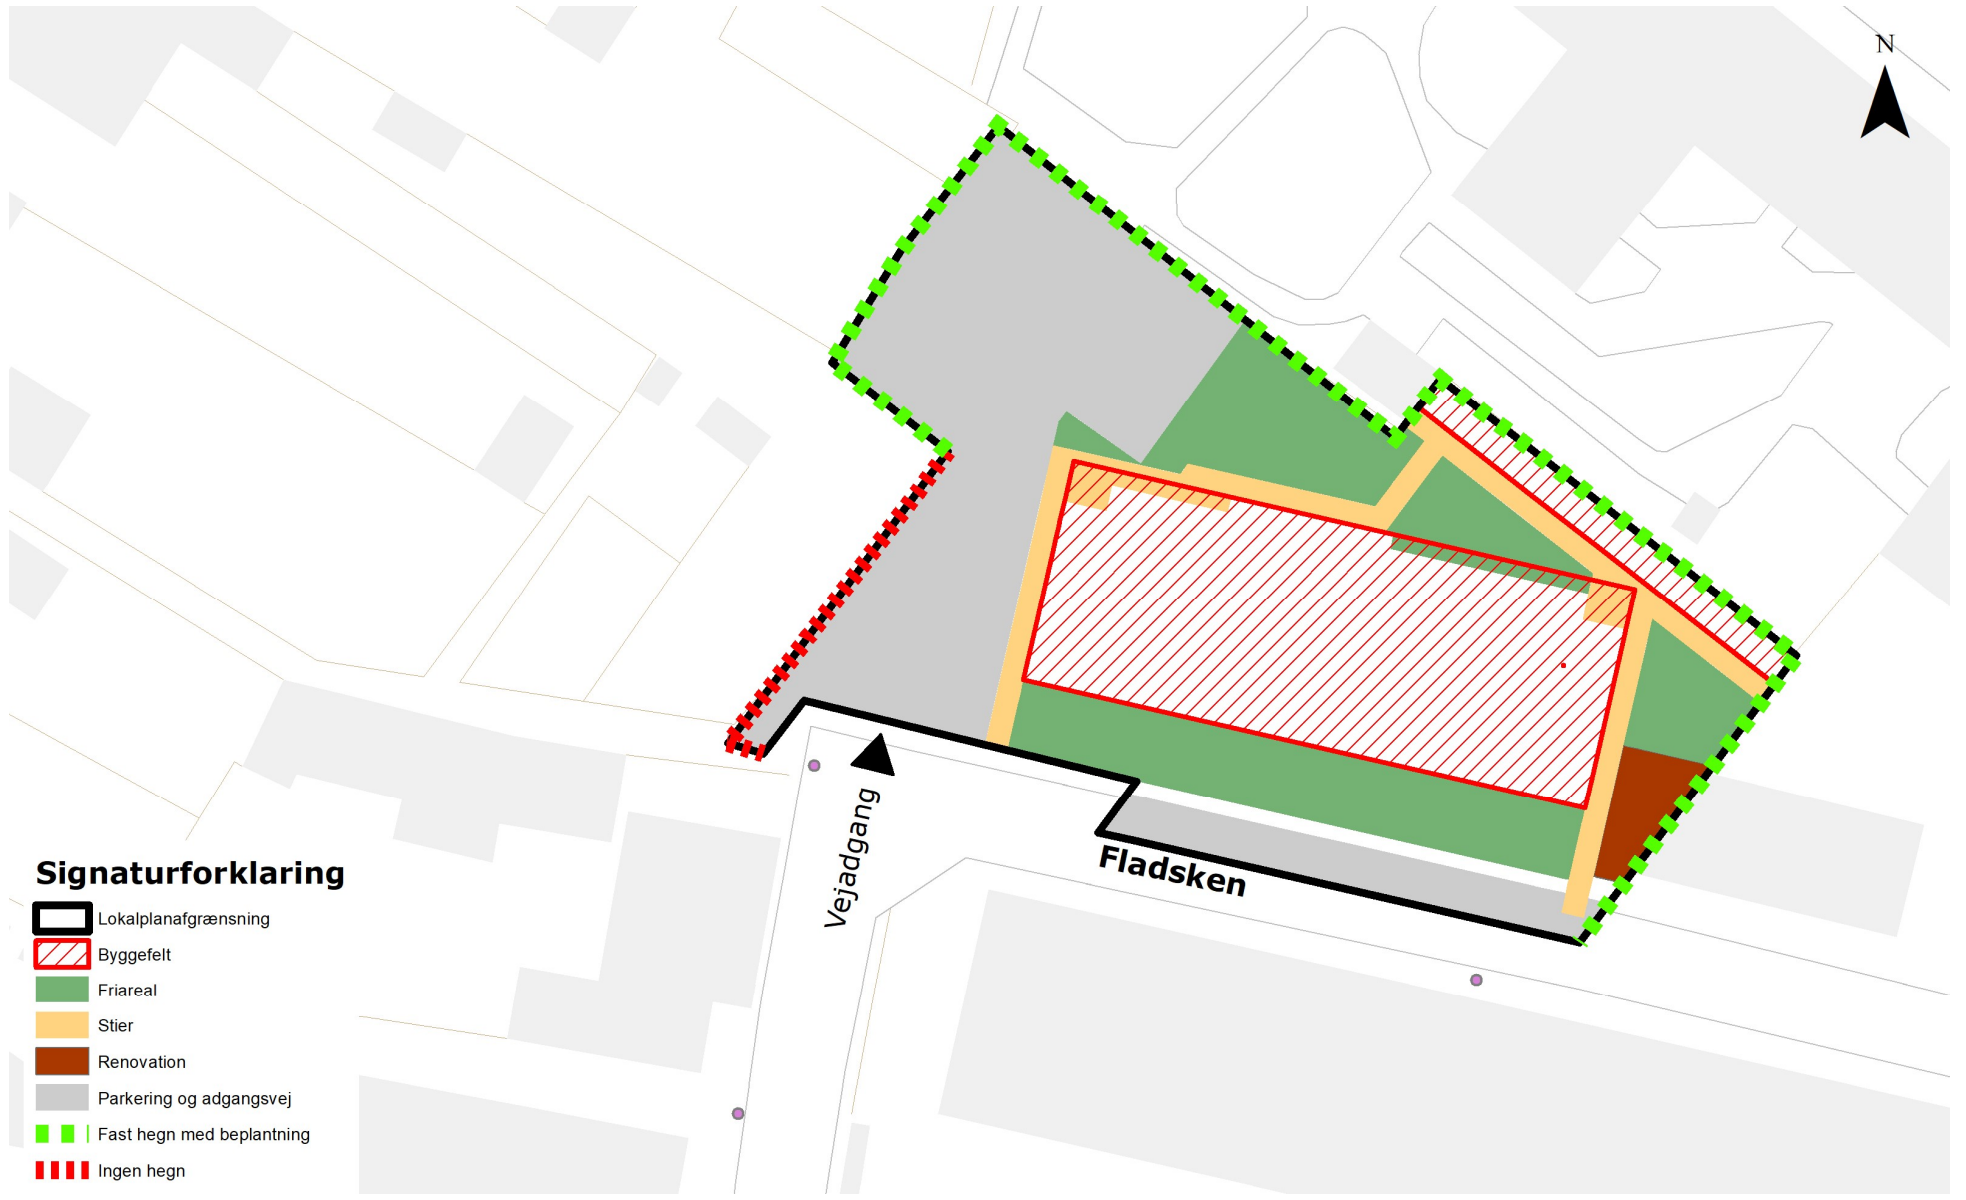 N
Vejadgang
Fladsken
Signaturforklaring
Lokalplanafgrænsning
Byggefelt
Friareal
Stier
Renovation
Parkering og adgangsvej
Fast hegn med beplantning
Ingen hegn